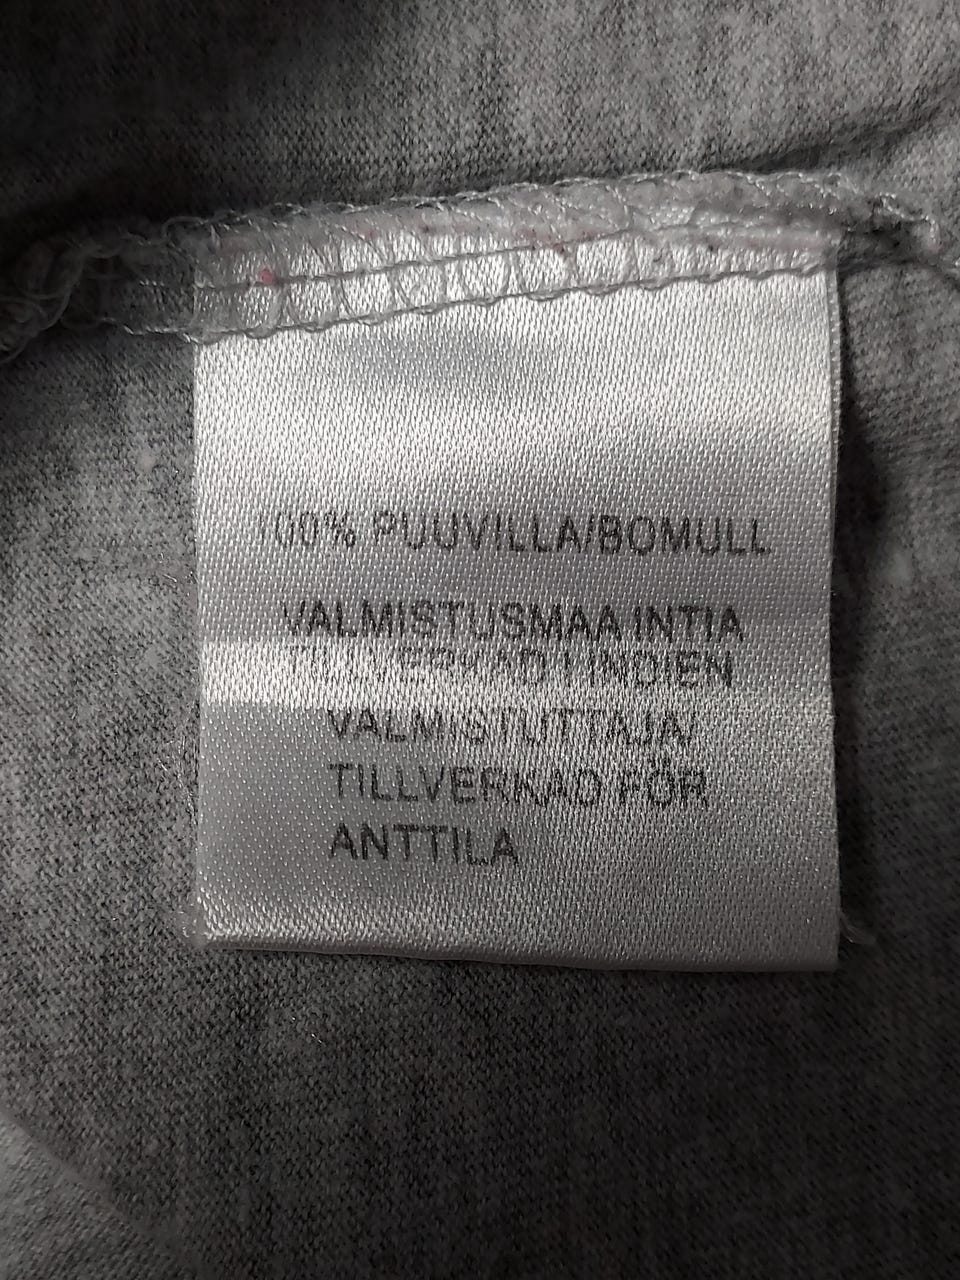 100% PUUVILLA/BOMULL
VALMISTUSMAA INTIA
TILLVERKAD I INDIEN
VALMISTUTTAJA/
TILLVERKAD FÖR
ANTTILA